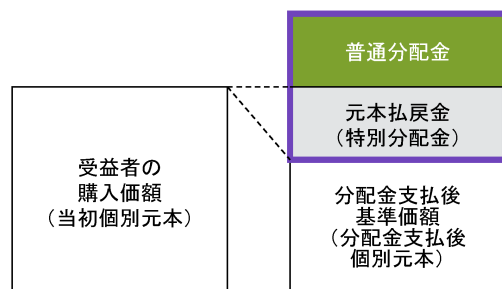 普通分配金
元本払戻金
（特別分配金）
受益者の
購入価額
（当初個別元本）
分配金支払後
基準価額
（分配金支払後
個別元本）